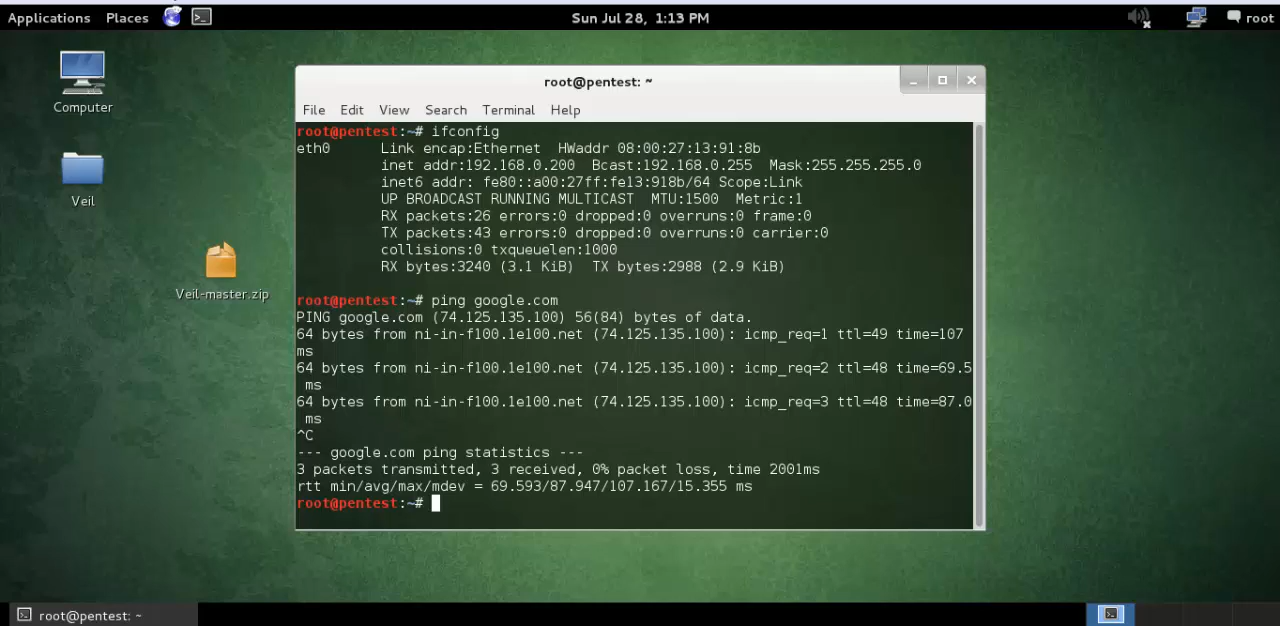 Applications Places Sun Jul 28, 1:13 PM root
Computer
Veil
Veil-master.zip
root@pentest: ~
File Edit View Search Terminal Help
root@pentest:~# ifconfig
eth0      Link encap:Ethernet  HWaddr 08:00:27:13:91:8b
          inet addr:192.168.0.200  Bcast:192.168.0.255  Mask:255.255.255.0
          inet6 addr: fe80::a00:27ff:fe13:918b/64 Scope:Link
          UP BROADCAST RUNNING MULTICAST  MTU:1500  Metric:1
          RX packets:26 errors:0 dropped:0 overruns:0 frame:0
          TX packets:43 errors:0 dropped:0 overruns:0 carrier:0
          collisions:0 txqueuelen:1000
          RX bytes:3240 (3.1 KiB)  TX bytes:2988 (2.9 KiB)
root@pentest:~# ping google.com
PING google.com (74.125.135.100) 56(84) bytes of data.
64 bytes from ni-in-f100.1e100.net (74.125.135.100): icmp_req=1 ttl=49 time=107
ms
64 bytes from ni-in-f100.1e100.net (74.125.135.100): icmp_req=2 ttl=48 time=69.5
 ms
64 bytes from ni-in-f100.1e100.net (74.125.135.100): icmp_req=3 ttl=48 time=87.0
 ms
^C
--- google.com ping statistics ---
3 packets transmitted, 3 received, 0% packet loss, time 2001ms
rtt min/avg/max/mdev = 69.593/87.947/107.167/15.355 ms
root@pentest:~#
root@pentest: ~